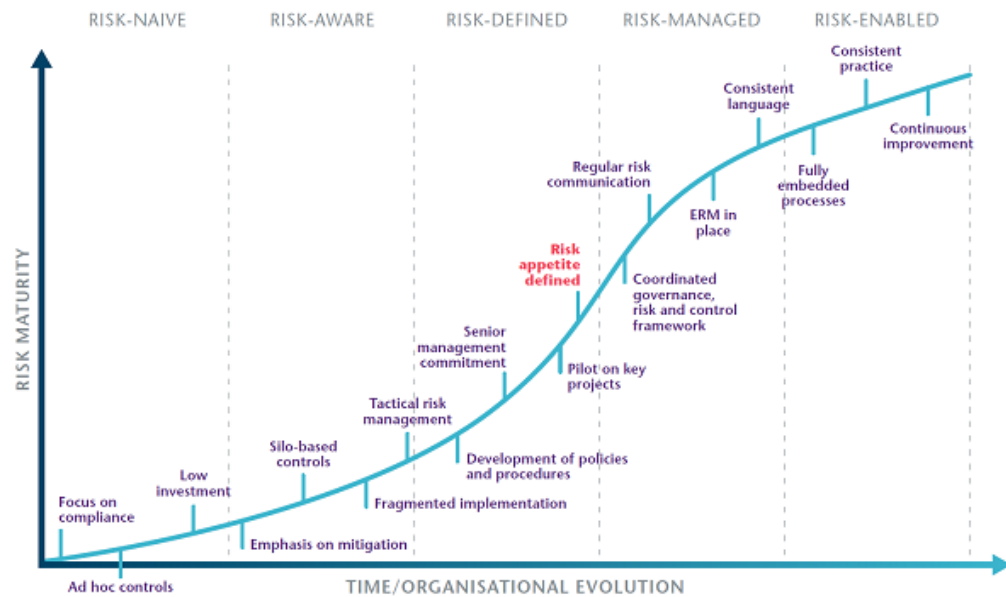 RISK-NAIVE
RISK-AWARE
RISK-DEFINED
RISK-MANAGED
RISK-ENABLED
RISK MATURITY
Focus on
compliance
Ad hoc controls
Low
investment
Emphasis on mitigation
Silo-based
controls
Fragmented implementation
Tactical risk
management
Development of policies
and procedures
Senior
management
commitment
Pilot on key
projects
Risk
appetite
defined
Coordinated
governance,
risk and control
framework
Regular risk
communication
ERM in
place
Consistent
language
Fully
embedded
processes
Consistent
practice
Continuous
improvement
TIME/ORGANISATIONAL EVOLUTION